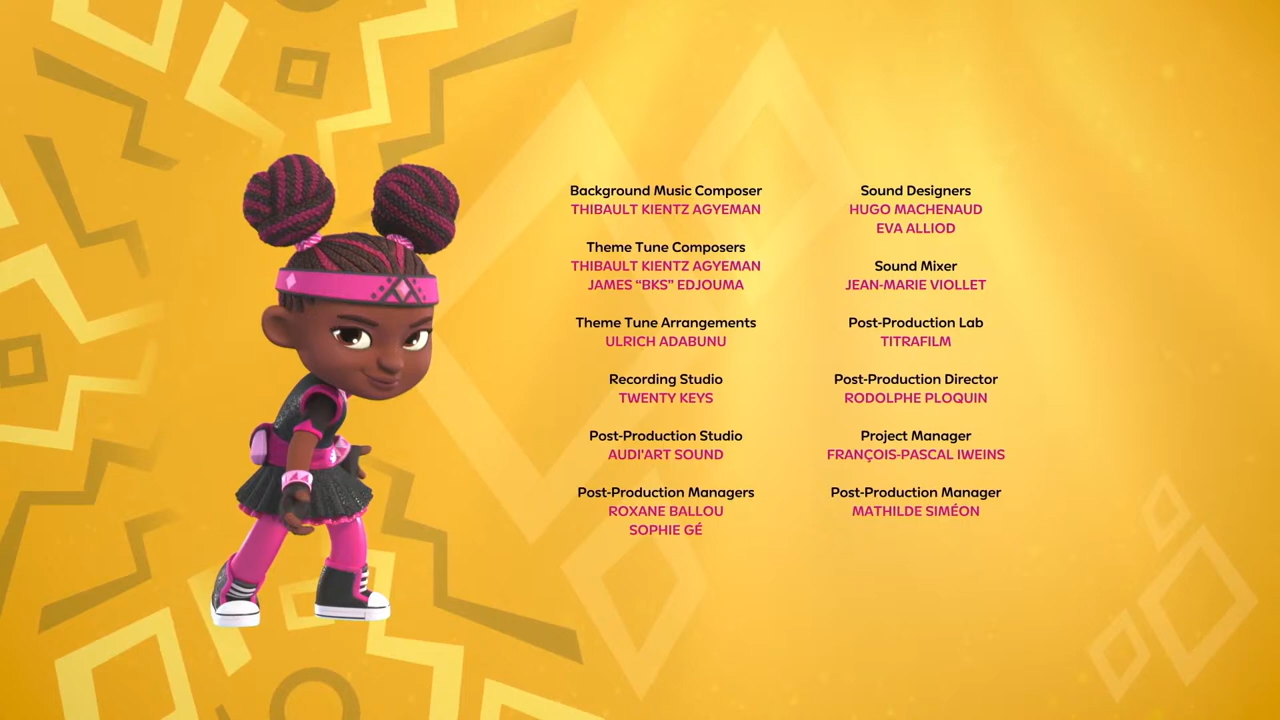 Background Music Composer
THIBAULT KIENTZ AGYEMAN
Theme Tune Composers
THIBAULT KIENTZ AGYEMAN
JAMES “BKS” EDJOUMA
Theme Tune Arrangements
ULRICH ADABUNU
Recording Studio
TWENTY KEYS
Post-Production Studio
AUDI'ART SOUND
Post-Production Managers
ROXANE BALLOU
SOPHIE GÉ
Sound Designers
HUGO MACHENAUD
EVA ALLIOD
Sound Mixer
JEAN-MARIE VIOLLET
Post-Production Lab
TITRAFILM
Post-Production Director
RODOLPHE PLOQUIN
Project Manager
FRANÇOIS-PASCAL IWEINS
Post-Production Manager
MATHILDE SIMÉON